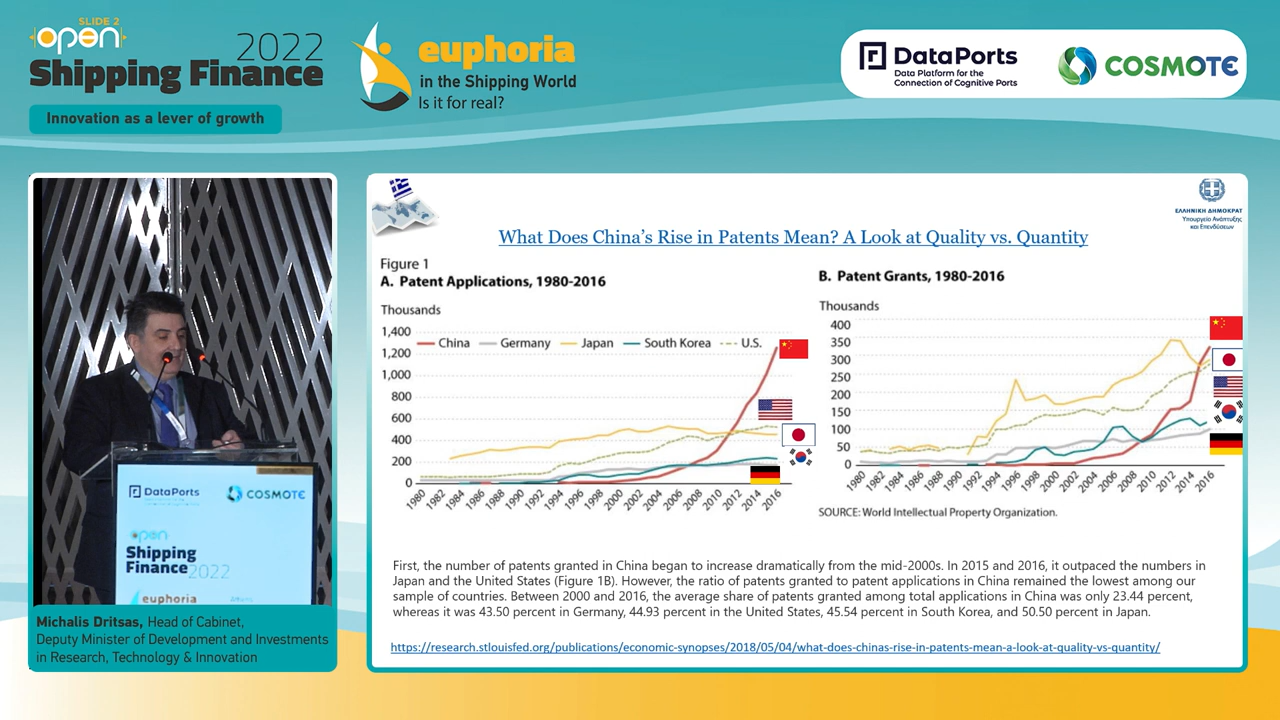 SLIDE 2
open
Shipping Finance 2022
Innovation as a lever of growth
euphoria
in the Shipping World
Is it for real?
DataPorts
Data Platform for the
Connection of Cognitive Ports
COSMOTE
DataPorts COSMOTE
open
Shipping
Finance 2022
euphoria
Michalis Dritsas, Head of Cabinet,
Deputy Minister of Development and Investments
in Research, Technology & Innovation
ΕΛΛΗΝΙΚΗ ΔΗΜΟΚΡΑΤ
Υπουργείο Ανάπτυξης
και Επενδύσεων
What Does China's Rise in Patents Mean? A Look at Quality vs. Quantity
Figure 1
A. Patent Applications, 1980-2016
Thousands
1,400
China Germany Japan South Korea U.S.
1,200
1,000
800
600
400
200
0
1980 1982 1984 1986 1988 1990 1992 1994 1996 1998 2000 2002 2004 2006 2008 2010 2012 2014 2016
B. Patent Grants, 1980-2016
Thousands
400
350
300
250
200
150
100
50
0
1980 1982 1984 1986 1988 1990 1992 1994 1996 1998 2000 2002 2004 2006 2008 2010 2012 2014 2016
SOURCE: World Intellectual Property Organization.
First, the number of patents granted in China began to increase dramatically from the mid-2000s. In 2015 and 2016, it outpaced the numbers in
Japan and the United States (Figure 1B). However, the ratio of patents granted to patent applications in China remained the lowest among our
sample of countries. Between 2000 and 2016, the average share of patents granted among total applications in China was only 23.44 percent,
whereas it was 43.50 percent in Germany, 44.93 percent in the United States, 45.54 percent in South Korea, and 50.50 percent in Japan.
https://research.stlouisfed.org/publications/economic-synopses/2018/05/04/what-does-chinas-rise-in-patents-mean-a-look-at-quality-vs-quantity/